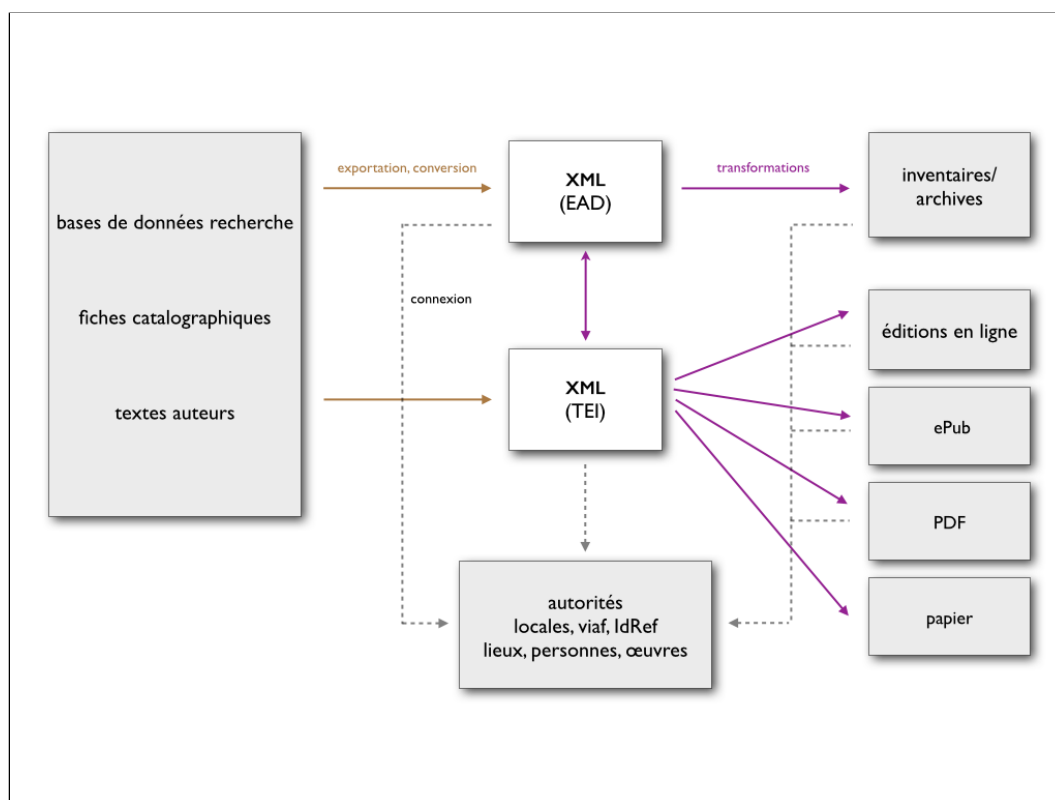 bases de données recherche
fiches catalographiques
textes auteurs
exportation, conversion
connexion
XML
(EAD)
XML
(TEI)
autorités
locales, viaf, IdRef
lieux, personnes, œuvres
transformations
inventaires/
archives
éditions en ligne
ePub
PDF
papier